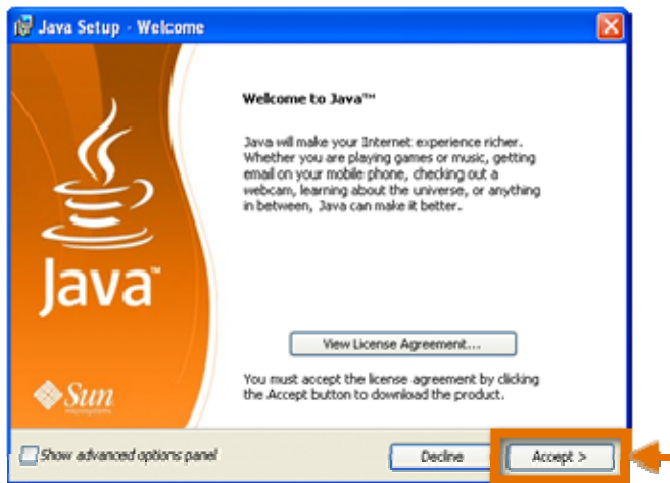 Java Setup - Welcome
Welcome to Java™
Java will make your Internet experience richer.
Whether you are playing games or music, getting
email on your mobile phone, checking out a
webcam, learning about the universe, or anything
in between, Java can make it better.
Java™
View License Agreement...
You must accept the license agreement by clicking
the Accept button to download the product.
Sun
microsystems
Show advanced options panel
Decline
Accept >